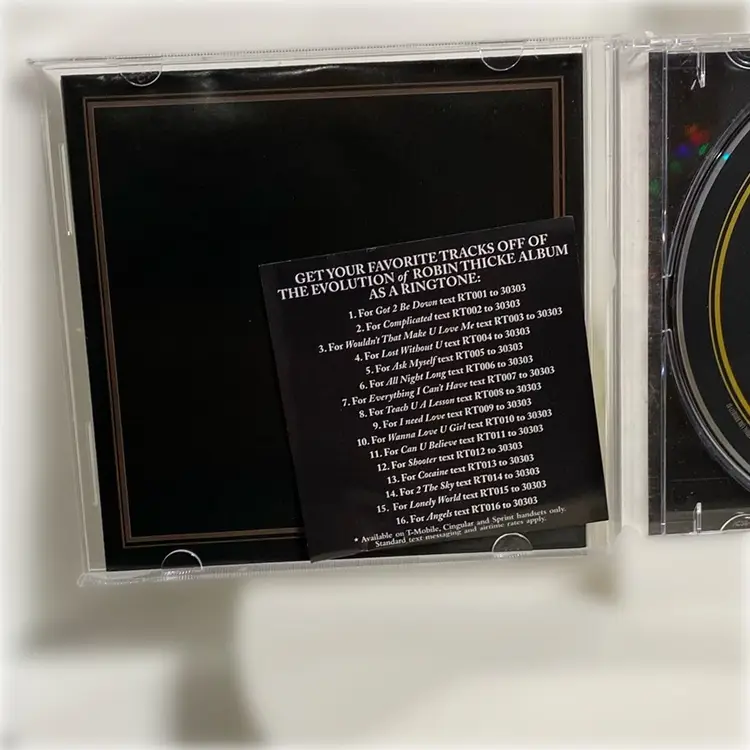 GET YOUR FAVORITE TRACKS OFF OF
THE EVOLUTION of ROBIN THICKE ALBUM
AS A RINGTONE:
1. For Got 2 Be Down text RT001 to 30303
2. For Complicated text RT002 to 30303
3. For Wouldn't That Make U Love Me text RT003 to 30303
4. For Lost Without U text RT004 to 30303
5. For Ask Myself text RT005 to 30303
6. For All Night Long text RT006 to 30303
7. For Everything I Can't Have text RT007 to 30303
8. For Teach U A Lesson text RT008 to 30303
9. For I need Love text RT009 to 30303
10. For Wanna Love U Girl text RT010 to 30303
11. For Can U Believe text RT011 to 30303
12. For Shooter text RT012 to 30303
13. For Cocaine text RT013 to 30303
14. For 2 The Sky text RT014 to 30303
15. For Lonely World text RT015 to 30303
16. For Angels text RT016 to 30303
* Available on T-Mobile, Cingular and Sprint handsets only.
Standard text messaging and airtime rates apply.